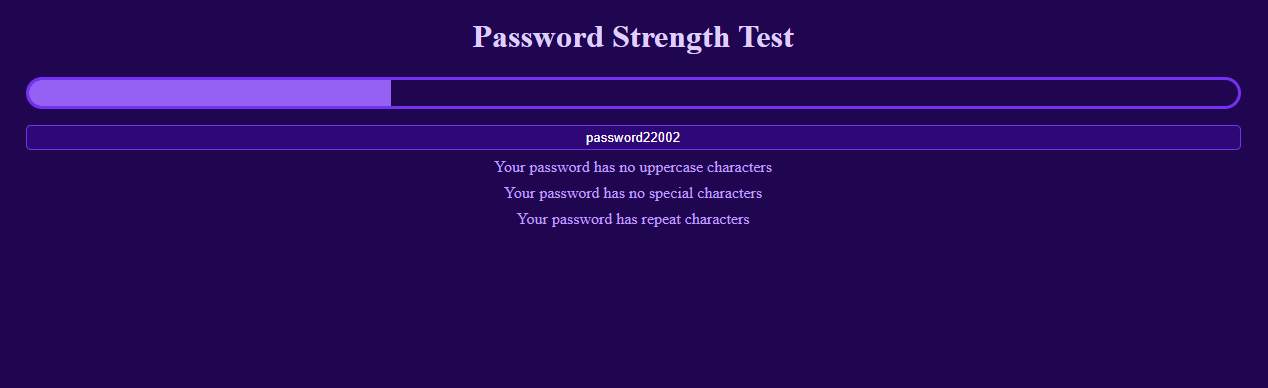 Password Strength Test
password22002
Your password has no uppercase characters
Your password has no special characters
Your password has repeat characters